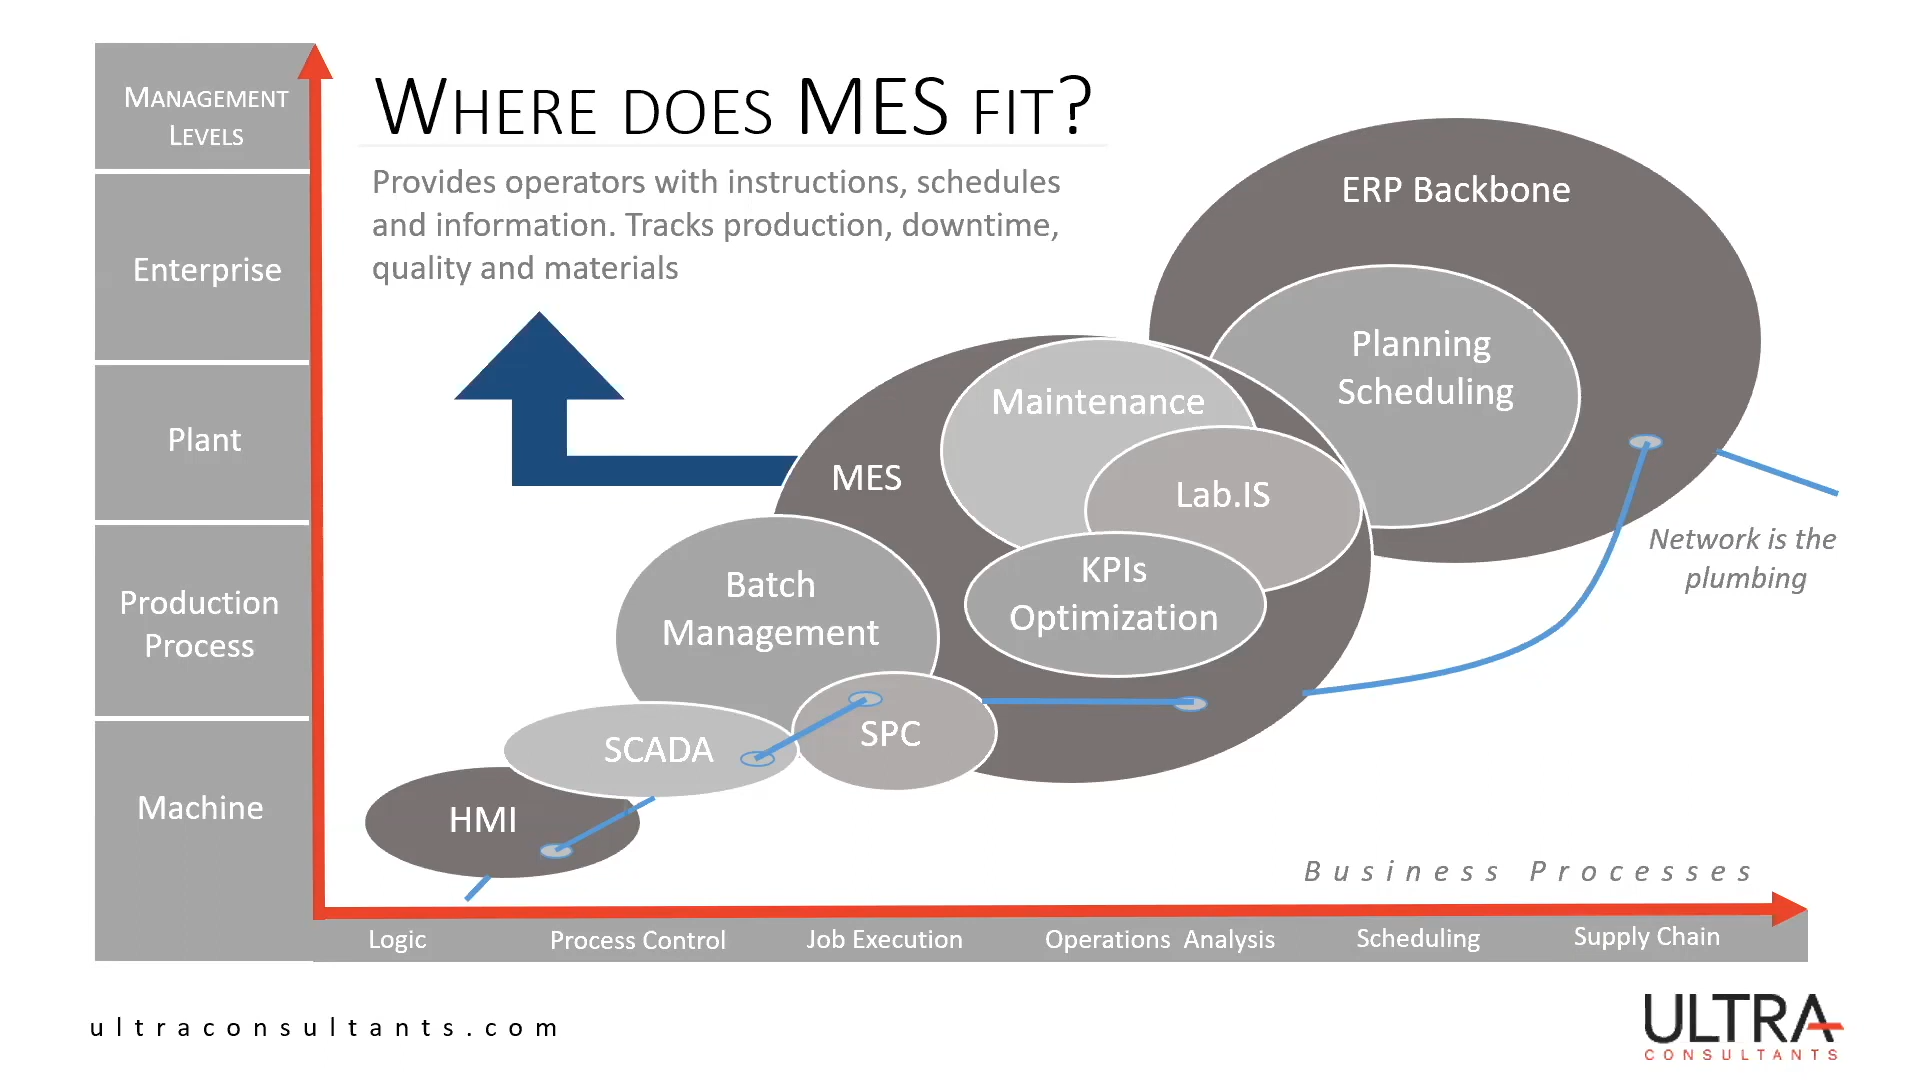 MANAGEMENT
LEVELS
Enterprise
Plant
Production
Process
Machine
WHERE DOES MES FIT?
Provides operators with instructions, schedules
and information. Tracks production, downtime,
quality and materials
ERP Backbone
Planning
Scheduling
Maintenance
MES
Lab.IS
KPIs
Optimization
Batch
Management
SPC
SCADA
HMI
Network is the
plumbing
Business Processes
Logic
Process Control
Job Execution
Operations Analysis
Scheduling
Supply Chain
ultraconsultants.com
ULTRA
CONSULTANTS